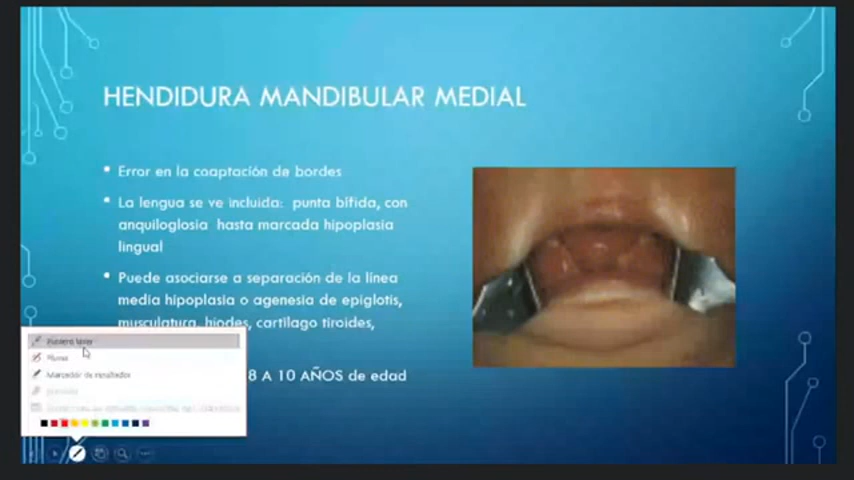 HENDIDURA MANDIBULAR MEDIAL
Error en la coaptación de bordes
La lengua se ve incluida: punta bífida, con
anquiloglosia hasta marcada hipoplasia
lingual
Puede asociarse a separación de la línea
media hipoplasia o agenesia de epiglotis,
musculatura, hiodes, cartílago tiroides,
8 A 10 AÑOS de edad
Puntero láser
Pluma
Marcador de resaltador